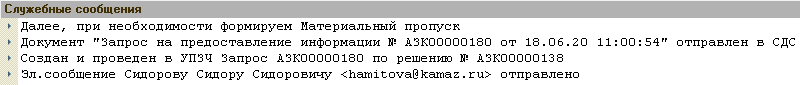 Служебные сообщения
Далее, при необходимости формируем Материальный пропуск
Документ "Запрос на предоставление информации № АЗК00000180 от 18.06.20 11:00:54" отправлен в СДС
Создан и проведен в УПЗЧ Запрос АЗК00000180 по решению № АЗК00000138
Эл.сообщение Сидорову Сидору Сидоровичу <hamitova@kamaz.ru> отправлено